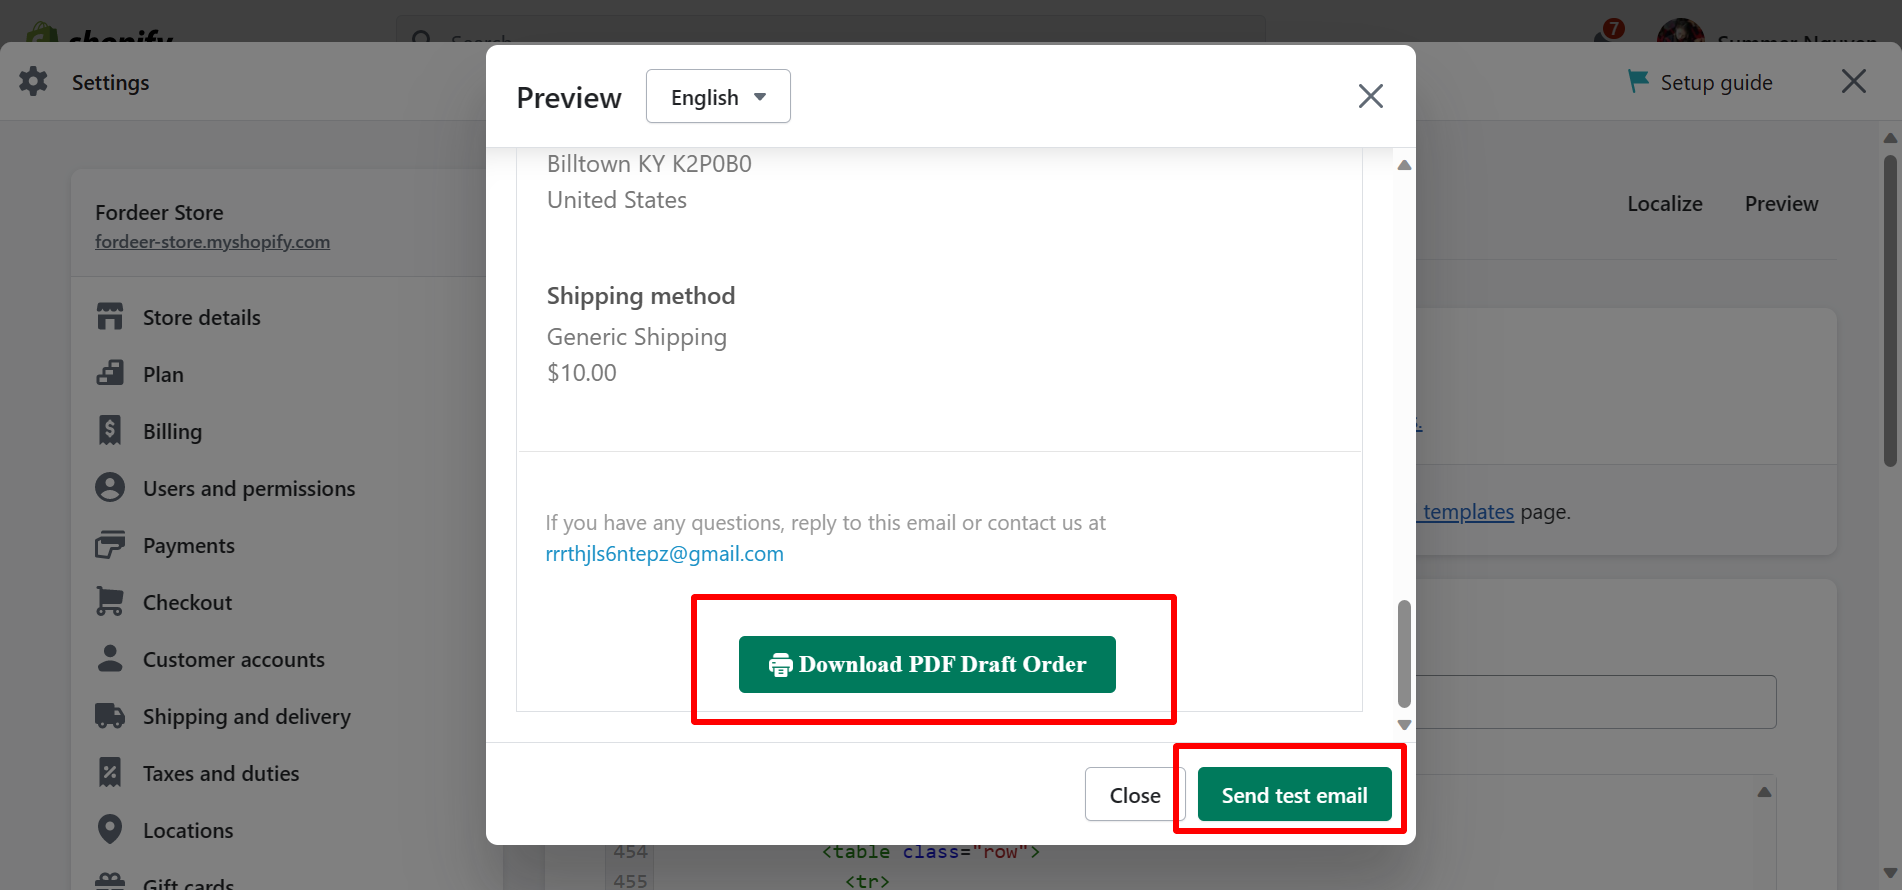 shopify
Search
7
Summer Nguyen
Settings
Setup guide
Preview
English
Fordeer Store
fordeer-store.myshopify.com
Store details
Plan
Billing
Users and permissions
Payments
Checkout
Customer accounts
Shipping and delivery
Taxes and duties
Locations
Gift cards
Billtown KY K2P0B0
United States
Shipping method
Generic Shipping
$10.00
If you have any questions, reply to this email or contact us at
rrrthjls6ntepz@gmail.com
Download PDF Draft Order
Close
Send test email
Localize
Preview
templates page.
454 <table class="row">
455 <tr>